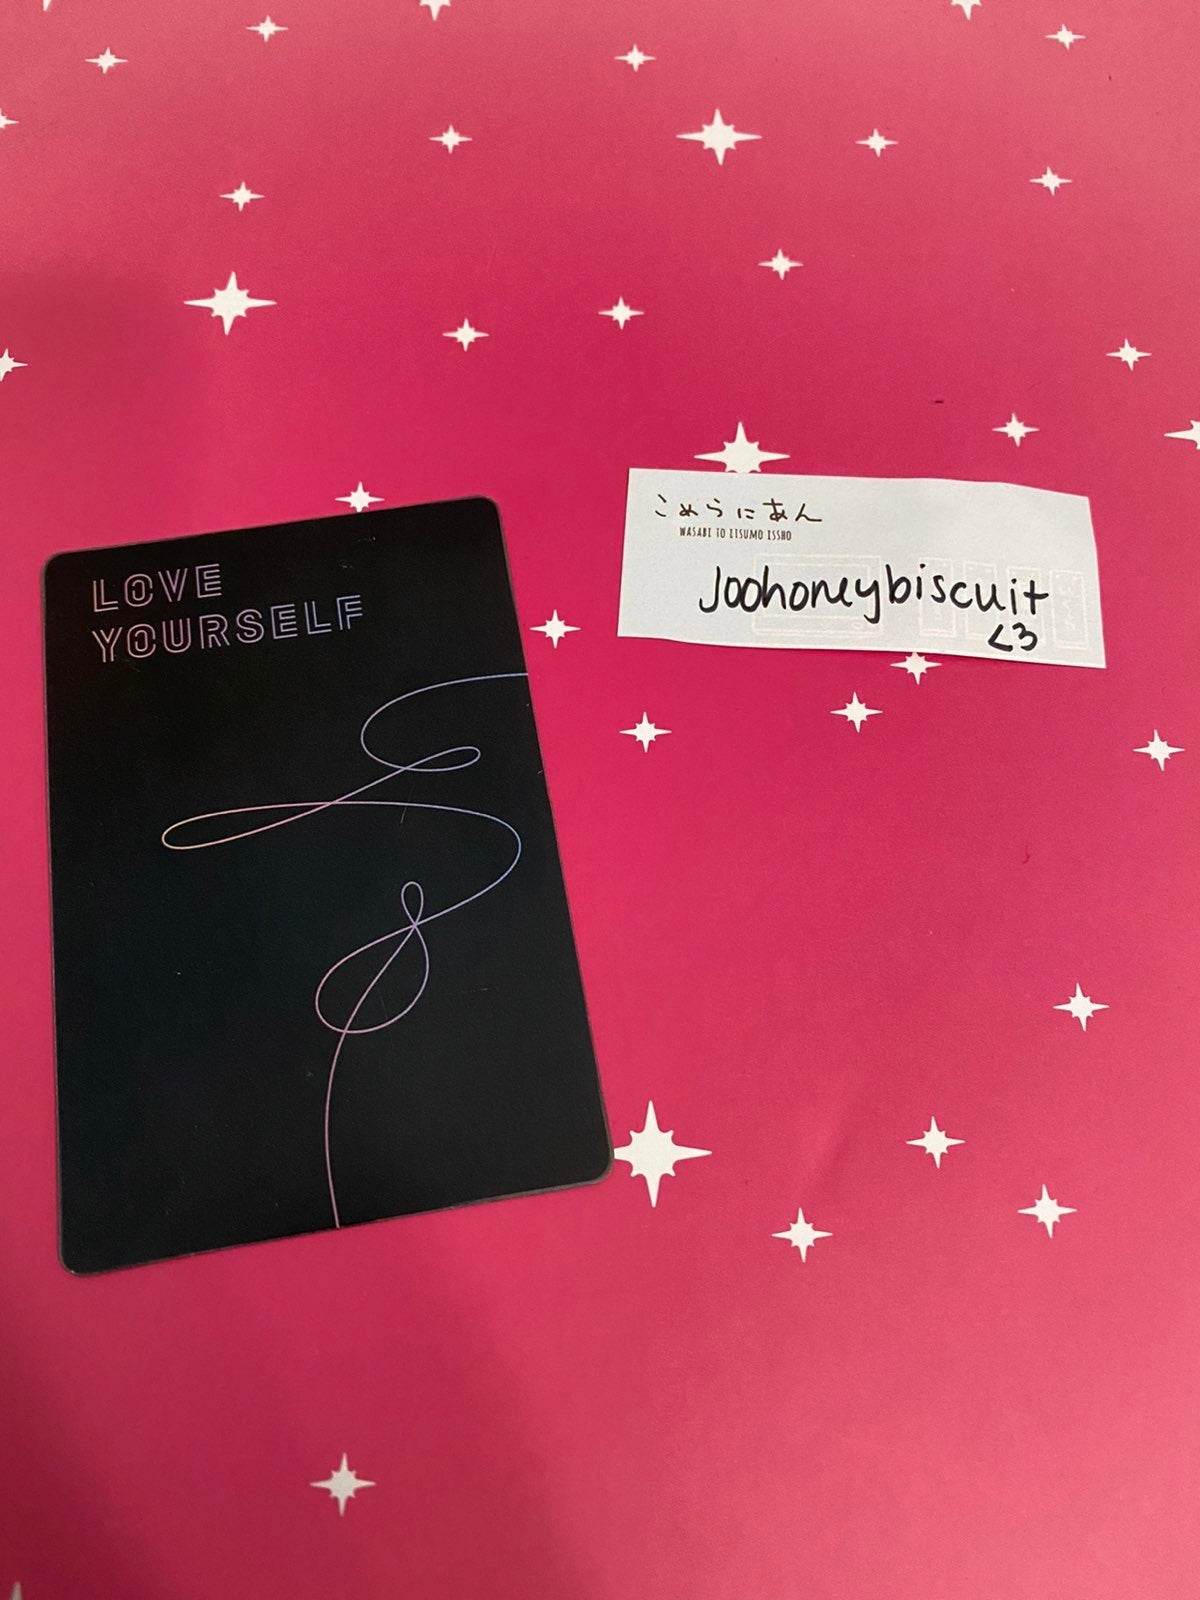 LOVE
YOURSELF
こめらにあん
WASABI TO ITSUMO ISSHO
Joohoneybiscuit
<3